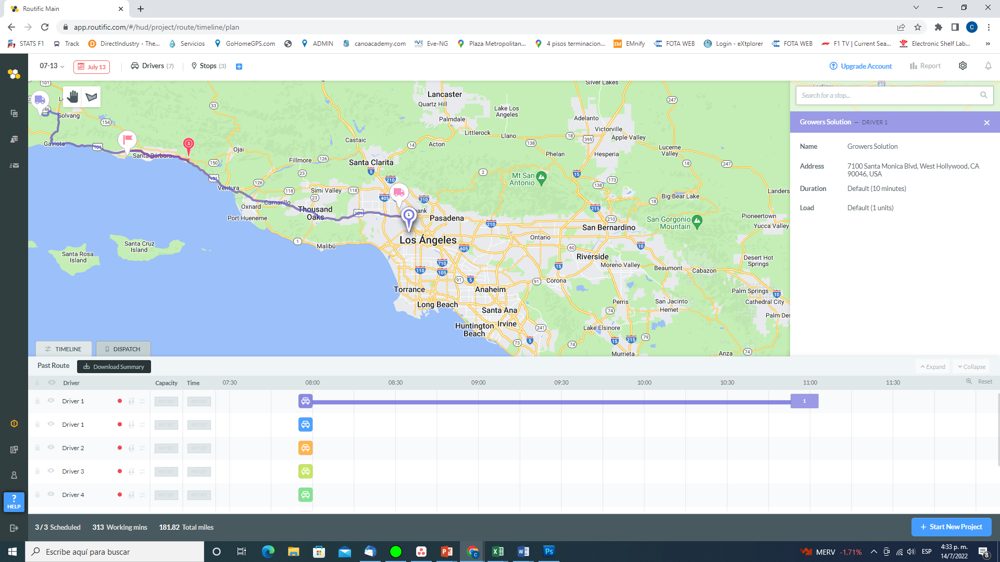 Routific Main
app.routific.com/#/hud/project/route/timeline/plan
STATS F1
Track
DirectIndustry - The...
Servicios
GoHomeGPS.com
ADMIN
canoacademy.com
Eve-NG
Plaza Metropolitan...
4 pisos terminacion...
EMnify
FOTA WEB
Login - eXtplorer
FOTA WEB
F1 TV | Current Sea...
Electronic Shelf Lab...
»
07-13
July 13
Drivers (7)
Stops (3)
Upgrade Account
Report
Search for a stop...
Growers Solution – DRIVER 1
Name Growers Solution
Address 7100 Santa Monica Blvd, West Hollywood, CA
90046, USA
Duration Default (10 minutes)
Load Default (1 units)
Silver Lakes
Lancaster
Quartz Hill
Lake Los
Angeles
Adelanto
Palmdale
Victorville
Littlerock
Llano
Apple Valley
Solvang
Castaic
Acton
Gaviota
Santa Bárbara
Ojai
Fillmore
Santa Clarita
Phelan
Hesperia
Lucerne
Valley
Mt San
Antonio
Ventura
Simi Valley
Big Bear Lake
Landers
Camarillo
Oxnard
Thousand
Oaks
Port Hueneme
Pasadena
San Bernardino
San Gorgonio
Mountain
Pioneertown
Yucca Valley
Los Ángeles
Ontario
Malibú
Santa Cruz
Island
Santa Rosa
Island
Riverside
Moreno Valley
Beaumont
Cabazon
Desert Hot
Springs
Corona
Torrance
Anaheim
Palm Springs
Cathedral City
Long Beach
Santa Ana
Perris
San Jacinto
Hemet
Palm Des
Huntington
Beach
Irvine
Lake Elsinore
Murrieta
Anza
TIMELINE
DISPATCH
Past Route
Download Summary
Expand
Collapse
Driver Capacity Time 07:30 08:00 08:30 09:00 09:30 10:00 10:30 11:00 11:30 Reset
Driver 1 NOT SET NOT SET 1
Driver 1 NOT SET NOT SET
Driver 2 NOT SET NOT SET
Driver 3 NOT SET NOT SET
Driver 4 NOT SET NOT SET
? HELP
3 / 3 Scheduled 313 Working mins 181.82 Total miles
+ Start New Project
Escribe aquí para buscar
MERV -1,71%
ESP
4:33 p. m.
14/7/2022
8